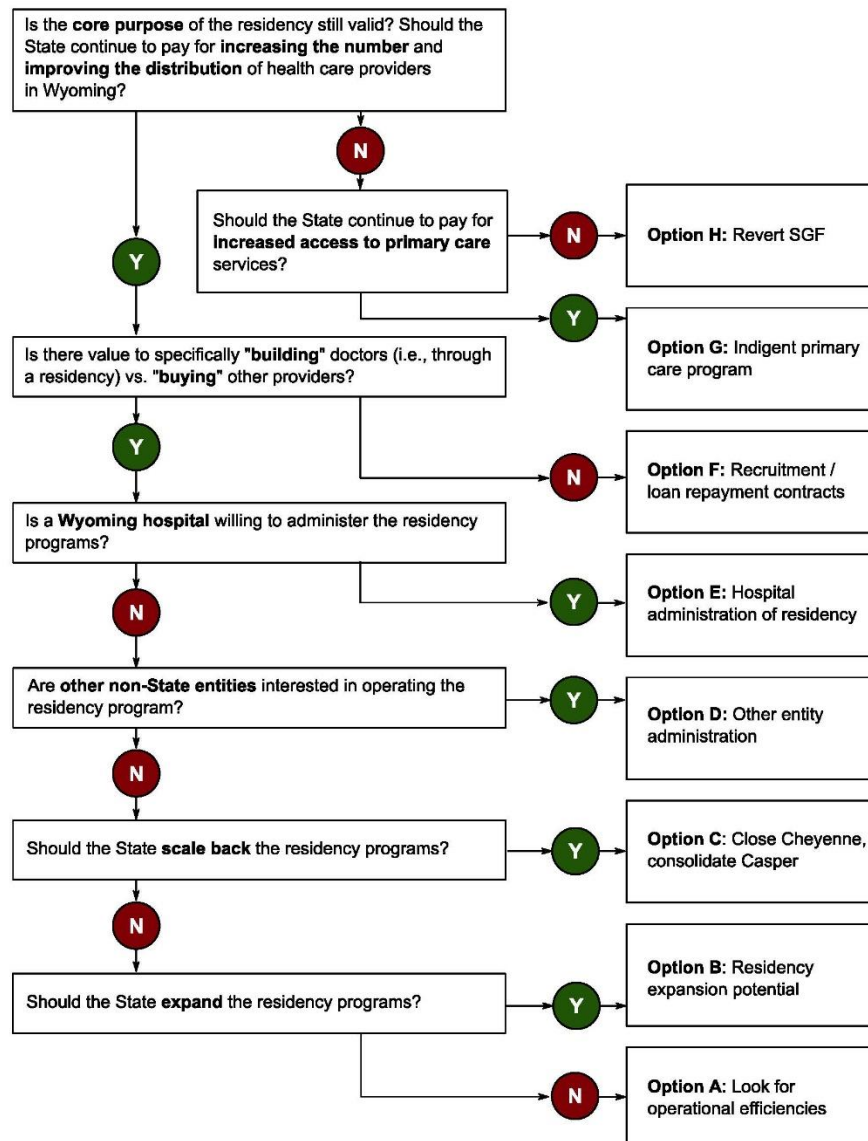 Is the core purpose of the residency still valid? Should the
State continue to pay for increasing the number and
improving the distribution of health care providers
in Wyoming?
N
Should the State continue to pay for
increased access to primary care
services?
N
Option H: Revert SGF
Y
Y
Option G: Indigent primary
care program
Is there value to specifically "building" doctors (i.e., through
a residency) vs. "buying" other providers?
Y
N
Option F: Recruitment /
loan repayment contracts
Is a Wyoming hospital willing to administer the residency
programs?
N
Y
Option E: Hospital
administration of residency
Are other non-State entities interested in operating the
residency program?
Y
Option D: Other entity
administration
N
Should the State scale back the residency programs?
Y
Option C: Close Cheyenne,
consolidate Casper
N
Should the State expand the residency programs?
Y
Option B: Residency
expansion potential
N
Option A: Look for
operational efficiencies